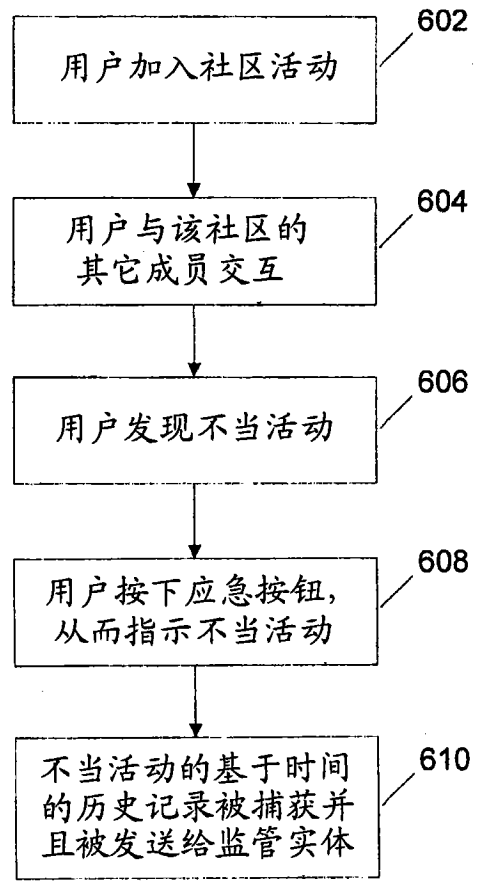 602
用户加入社区活动
604
用户与该社区的
其它成员交互
606
用户发现不当活动
608
用户按下应急按钮,
从而指示不当活动
610
不当活动的基于时间
的历史记录被捕获并
且被发送给监管实体